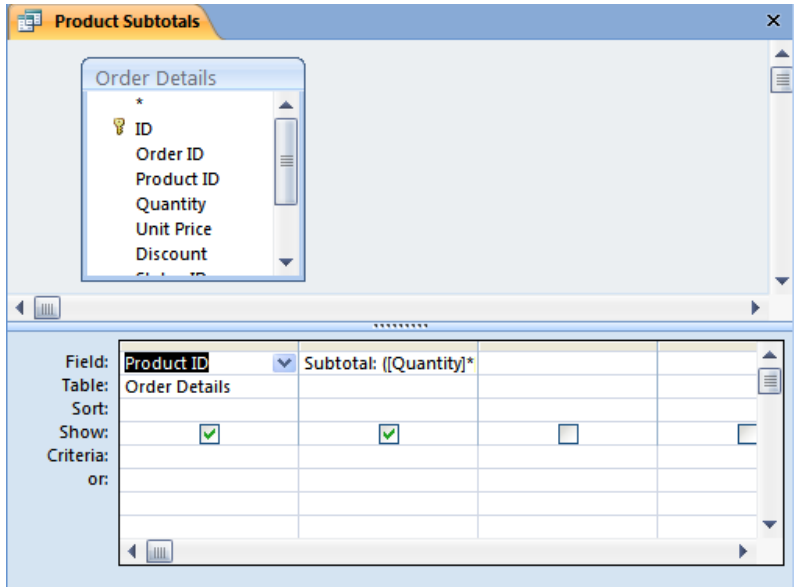 Product Subtotals
Order Details
*
ID
Order ID
Product ID
Quantity
Unit Price
Discount
Field: Product ID Subtotal: ([Quantity]*
Table: Order Details
Sort:
Show:
Criteria:
or: